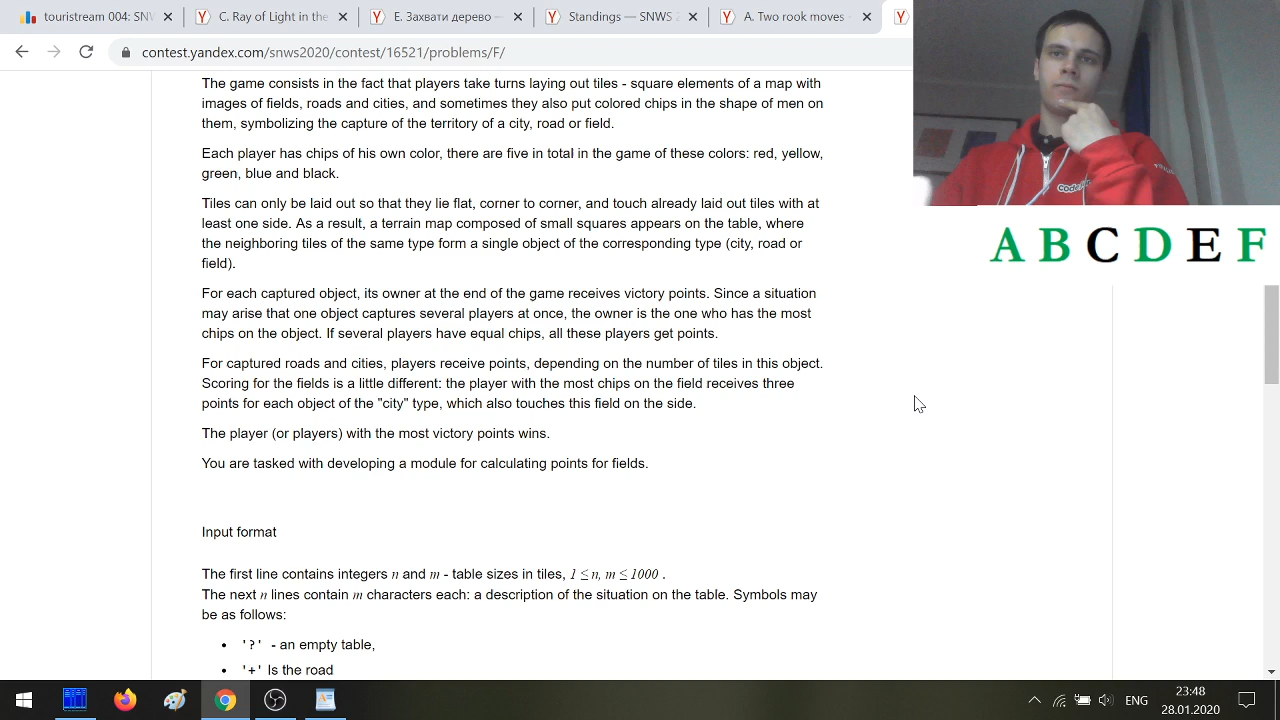 touristream 004: SNW
C. Ray of Light in the
Е. Захвати дерево —
Standings — SNWS 2
A. Two rook moves -
contest.yandex.com/snws2020/contest/16521/problems/F/
The game consists in the fact that players take turns laying out tiles - square elements of a map with
images of fields, roads and cities, and sometimes they also put colored chips in the shape of men on
them, symbolizing the capture of the territory of a city, road or field.
Each player has chips of his own color, there are five in total in the game of these colors: red, yellow,
green, blue and black.
Tiles can only be laid out so that they lie flat, corner to corner, and touch already laid out tiles with at
least one side. As a result, a terrain map composed of small squares appears on the table, where
the neighboring tiles of the same type form a single object of the corresponding type (city, road or
field).
For each captured object, its owner at the end of the game receives victory points. Since a situation
may arise that one object captures several players at once, the owner is the one who has the most
chips on the object. If several players have equal chips, all these players get points.
For captured roads and cities, players receive points, depending on the number of tiles in this object.
Scoring for the fields is a little different: the player with the most chips on the field receives three
points for each object of the "city" type, which also touches this field on the side.
The player (or players) with the most victory points wins.
You are tasked with developing a module for calculating points for fields.
Input format
The first line contains integers n and m - table sizes in tiles, 1 ≤ n, m ≤ 1000 .
The next n lines contain m characters each: a description of the situation on the table. Symbols may
be as follows:
• '?' - an empty table,
• '+' Is the road
A B C D E F
ENG
23:48
28.01.2020